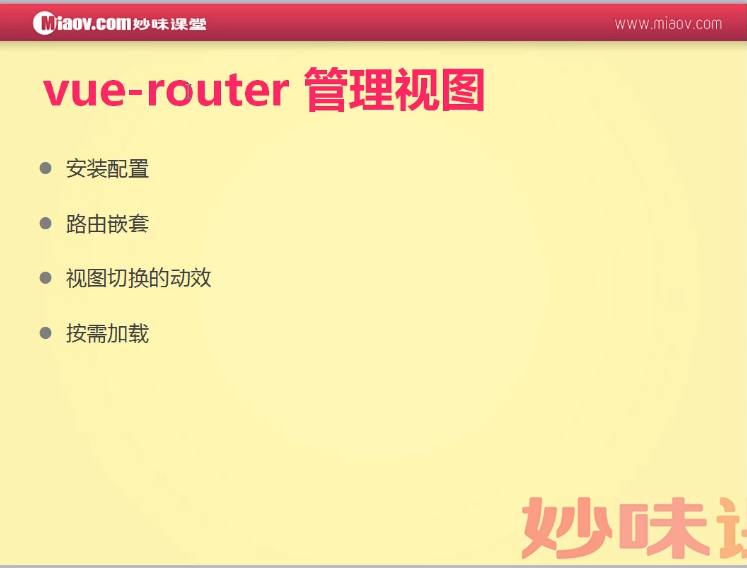 Miaov.com妙味课堂
www.miaov.com
vue-router 管理视图
安装配置
路由嵌套
视图切换的动效
按需加载
妙味